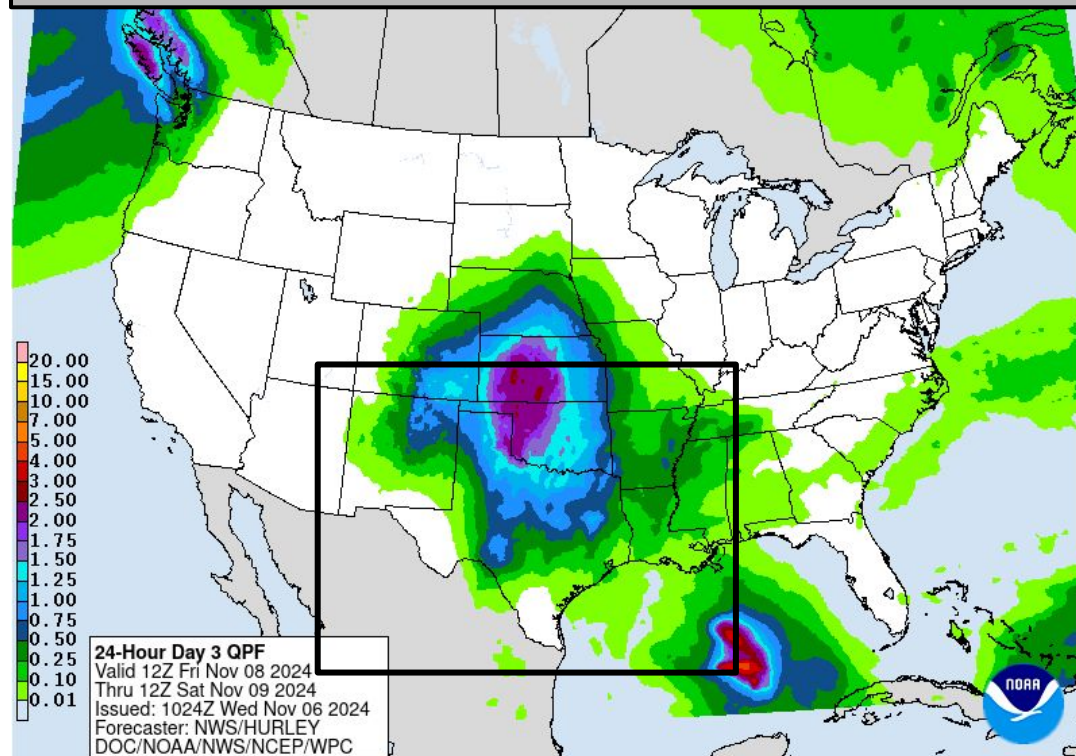 20.00
15.00
10.00
7.00
5.00
4.00
3.00
2.50
2.00
1.75
1.50
1.25
1.00
0.75
0.50
0.25
0.10
0.01
24-Hour Day 3 QPF
Valid 12Z Fri Nov 08 2024
Thru 12Z Sat Nov 09 2024
Issued: 1024Z Wed Nov 06 2024
Forecaster: NWS/HURLEY
DOC/NOAA/NWS/NCEP/WPC
NOAA